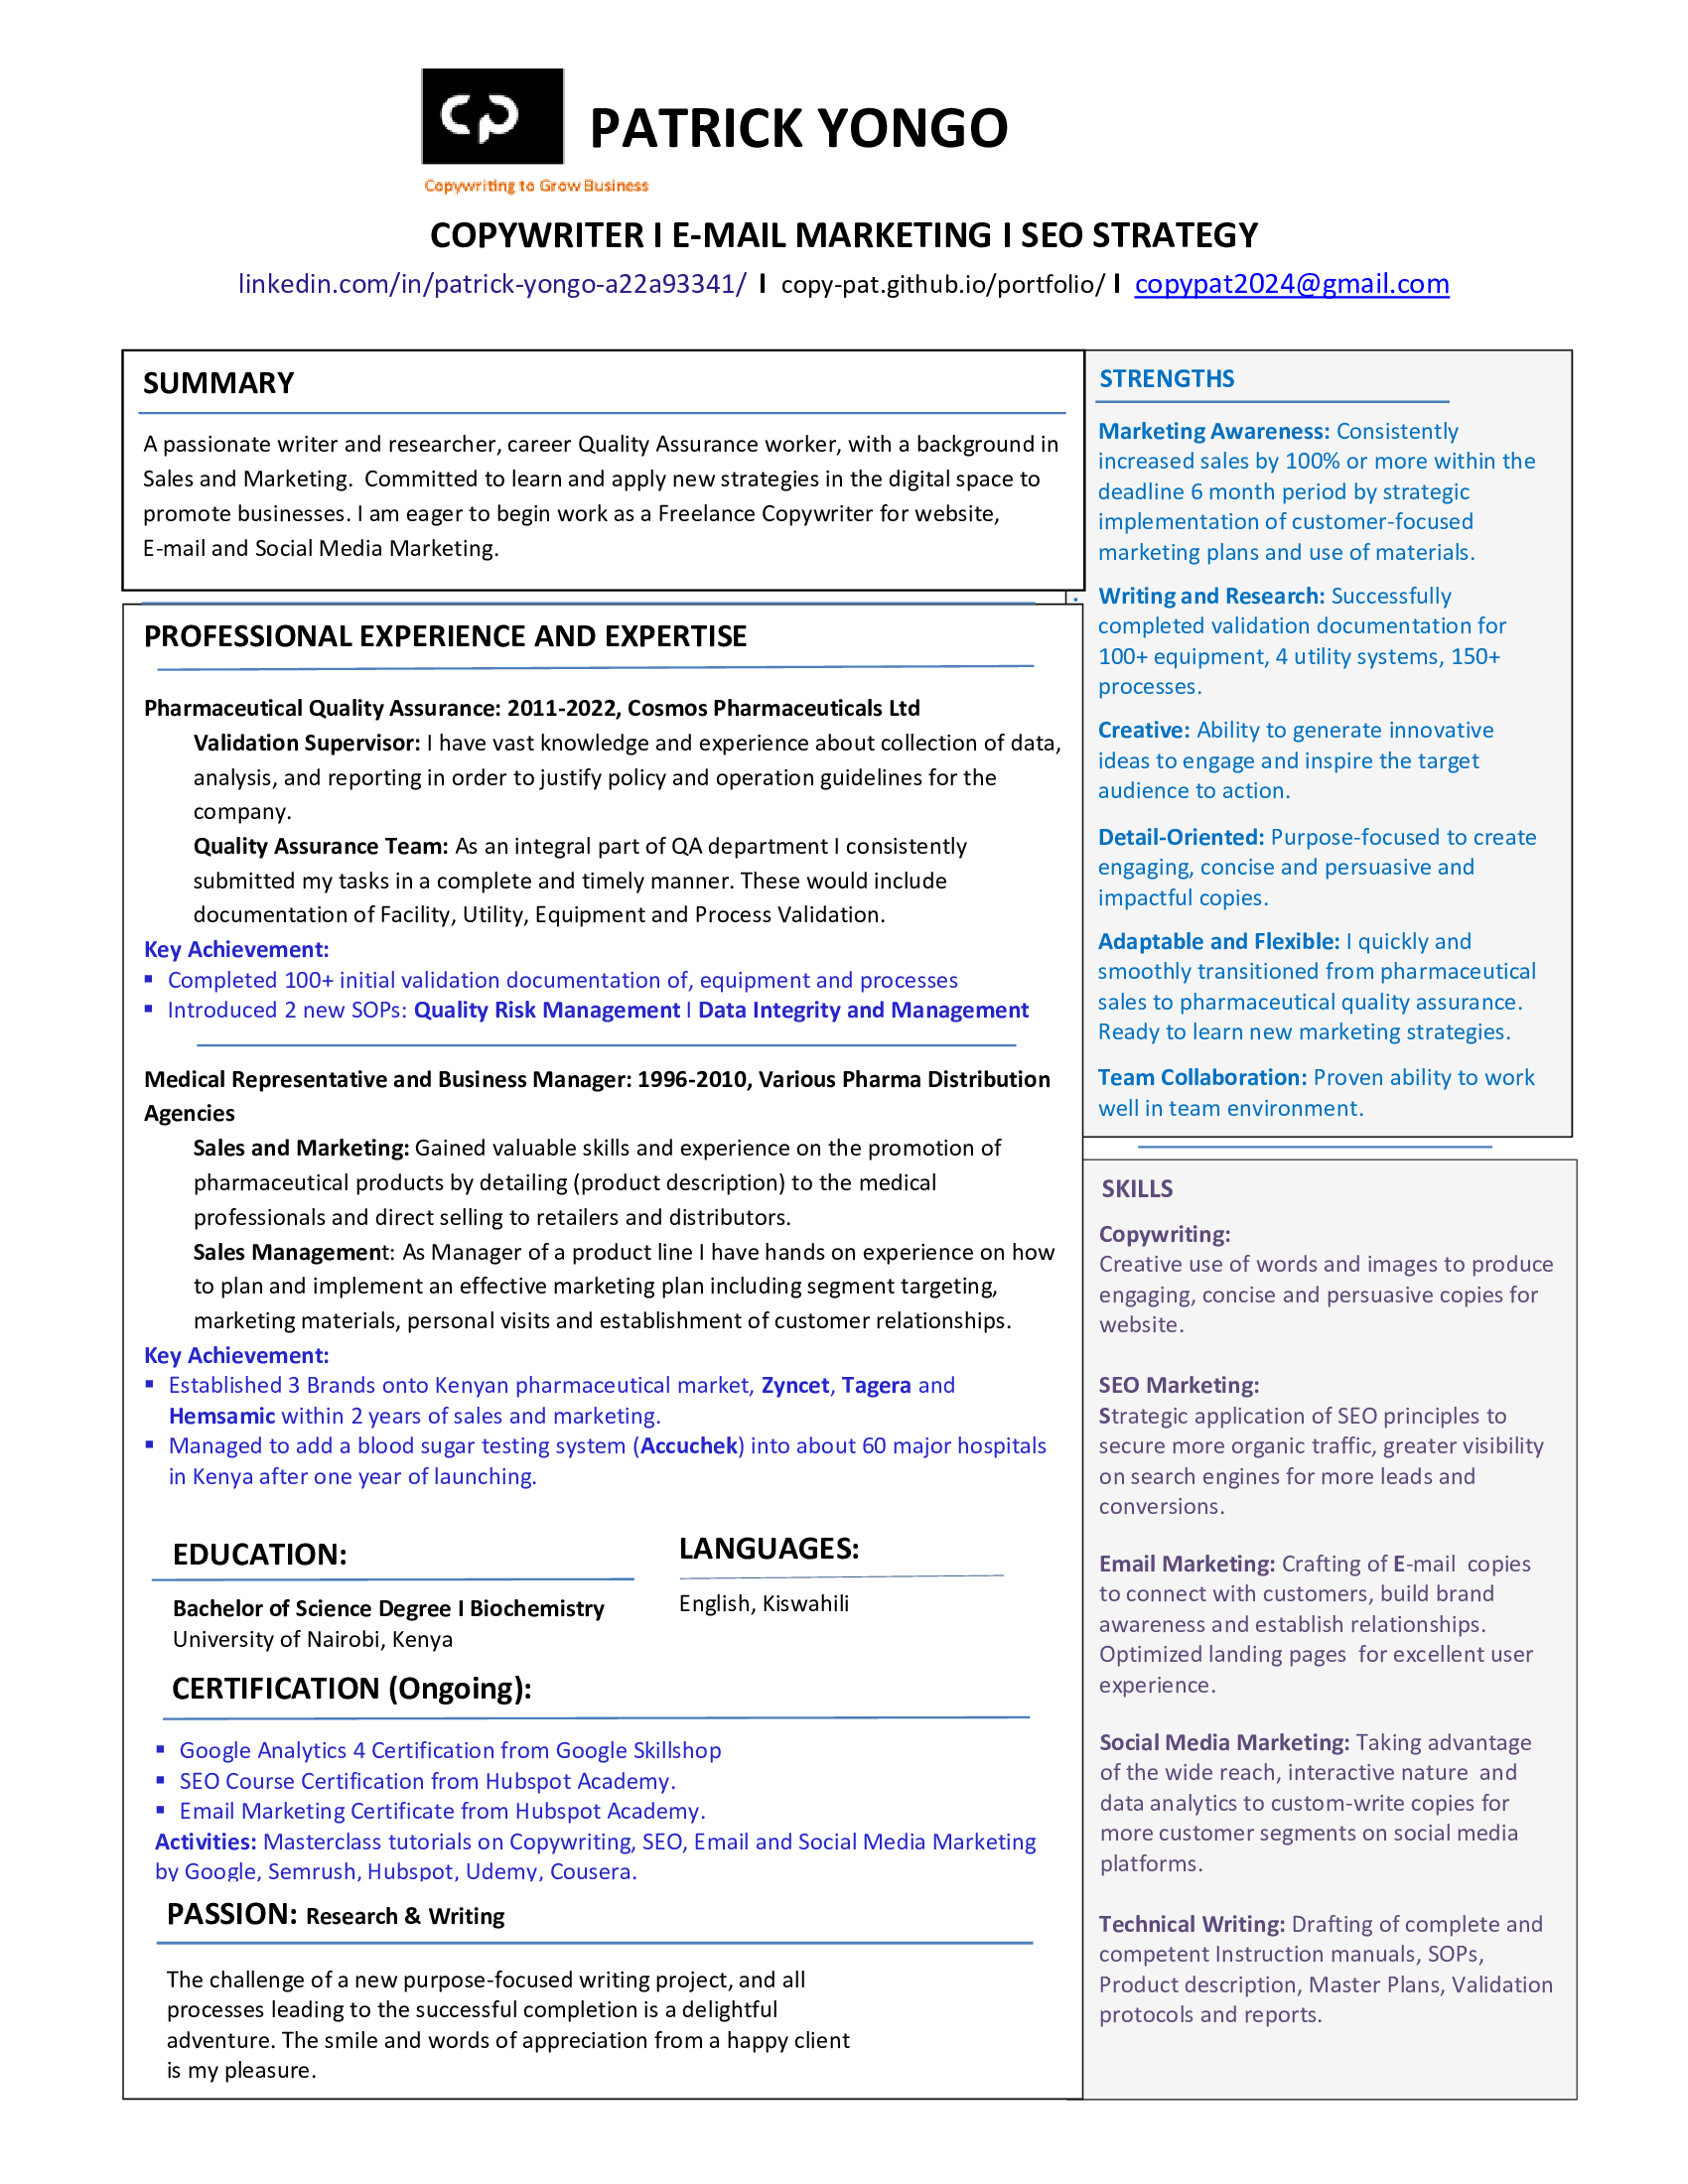 cp
PATRICK YONGO
Copywriting to Grow Business
COPYWRITER I E-MAIL MARKETING I SEO STRATEGY
linkedin.com/in/patrick-yongo-a22a93341/ I copy-pat.github.io/portfolio/ I copypat2024@gmail.com
SUMMARY
A passionate writer and researcher, career Quality Assurance worker, with a background in
Sales and Marketing. Committed to learn and apply new strategies in the digital space to
promote businesses. I am eager to begin work as a Freelance Copywriter for website,
E-mail and Social Media Marketing.
PROFESSIONAL EXPERIENCE AND EXPERTISE
Pharmaceutical Quality Assurance: 2011-2022, Cosmos Pharmaceuticals Ltd
Validation Supervisor: I have vast knowledge and experience about collection of data,
analysis, and reporting in order to justify policy and operation guidelines for the
company.
Quality Assurance Team: As an integral part of QA department I consistently
submitted my tasks in a complete and timely manner. These would include
documentation of Facility, Utility, Equipment and Process Validation.
Key Achievement:
▪ Completed 100+ initial validation documentation of, equipment and processes
▪ Introduced 2 new SOPs: Quality Risk Management I Data Integrity and Management
Medical Representative and Business Manager: 1996-2010, Various Pharma Distribution
Agencies
Sales and Marketing: Gained valuable skills and experience on the promotion of
pharmaceutical products by detailing (product description) to the medical
professionals and direct selling to retailers and distributors.
Sales Management: As Manager of a product line I have hands on experience on how
to plan and implement an effective marketing plan including segment targeting,
marketing materials, personal visits and establishment of customer relationships.
Key Achievement:
▪ Established 3 Brands onto Kenyan pharmaceutical market, Zyncet, Tagera and
Hemsamic within 2 years of sales and marketing.
▪ Managed to add a blood sugar testing system (Accuchek) into about 60 major hospitals
in Kenya after one year of launching.
EDUCATION:
Bachelor of Science Degree I Biochemistry
University of Nairobi, Kenya
LANGUAGES:
English, Kiswahili
CERTIFICATION (Ongoing):
▪ Google Analytics 4 Certification from Google Skillshop
▪ SEO Course Certification from Hubspot Academy.
▪ Email Marketing Certificate from Hubspot Academy.
Activities: Masterclass tutorials on Copywriting, SEO, Email and Social Media Marketing
by Google, Semrush, Hubspot, Udemy, Cousera.
PASSION: Research & Writing
The challenge of a new purpose-focused writing project, and all
processes leading to the successful completion is a delightful
adventure. The smile and words of appreciation from a happy client
is my pleasure.
STRENGTHS
Marketing Awareness: Consistently
increased sales by 100% or more within the
deadline 6 month period by strategic
implementation of customer-focused
marketing plans and use of materials.
Writing and Research: Successfully
completed validation documentation for
100+ equipment, 4 utility systems, 150+
processes.
Creative: Ability to generate innovative
ideas to engage and inspire the target
audience to action.
Detail-Oriented: Purpose-focused to create
engaging, concise and persuasive and
impactful copies.
Adaptable and Flexible: I quickly and
smoothly transitioned from pharmaceutical
sales to pharmaceutical quality assurance.
Ready to learn new marketing strategies.
Team Collaboration: Proven ability to work
well in team environment.
SKILLS
Copywriting:
Creative use of words and images to produce
engaging, concise and persuasive copies for
website.
SEO Marketing:
Strategic application of SEO principles to
secure more organic traffic, greater visibility
on search engines for more leads and
conversions.
Email Marketing: Crafting of E-mail copies
to connect with customers, build brand
awareness and establish relationships.
Optimized landing pages for excellent user
experience.
Social Media Marketing: Taking advantage
of the wide reach, interactive nature and
data analytics to custom-write copies for
more customer segments on social media
platforms.
Technical Writing: Drafting of complete and
competent Instruction manuals, SOPs,
Product description, Master Plans, Validation
protocols and reports.